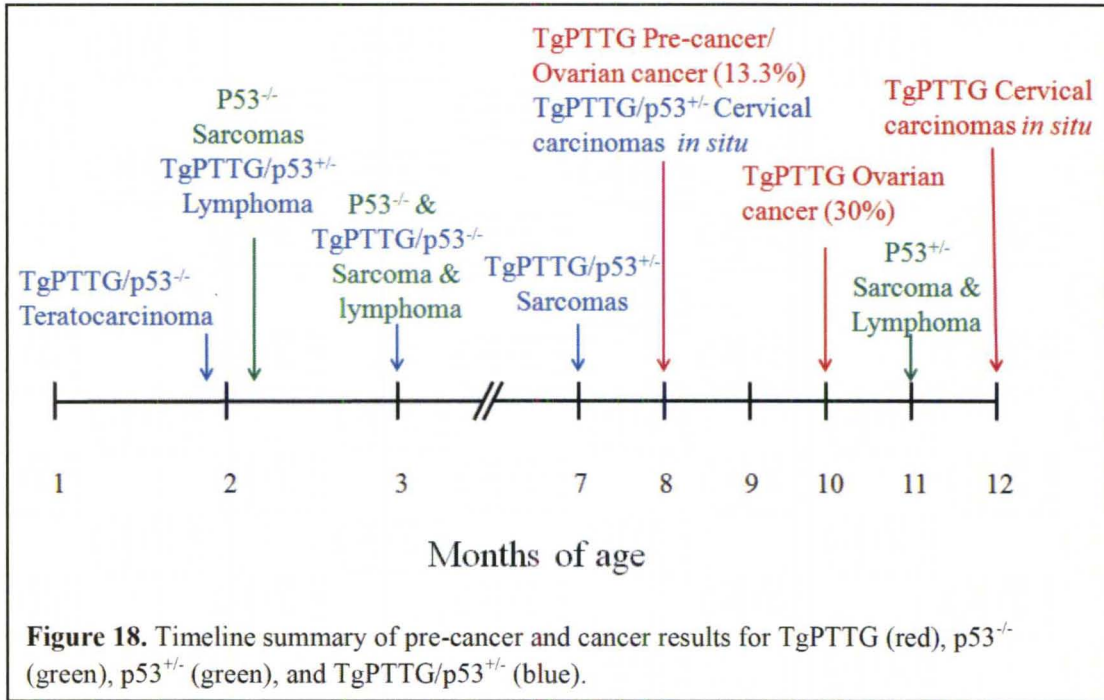 TgPTTG/p53-/-
Teratocarcinoma
P53-/-
Sarcomas
TgPTTG/p53+/-
Lymphoma
P53-/- &
TgPTTG/p53-/-
Sarcoma &
lymphoma
TgPTTG/p53+/-
Sarcomas
TgPTTG Pre-cancer/
Ovarian cancer (13.3%)
TgPTTG/p53+/- Cervical
carcinomas in situ
TgPTTG Ovarian
cancer (30%)
P53+/-
Sarcoma &
Lymphoma
TgPTTG Cervical
carcinomas in situ
1 2 3 7 8 9 10 11 12
Months of age
Figure 18. Timeline summary of pre-cancer and cancer results for TgPTTG (red), p53-/-
(green), p53+/- (green), and TgPTTG/p53+/- (blue).